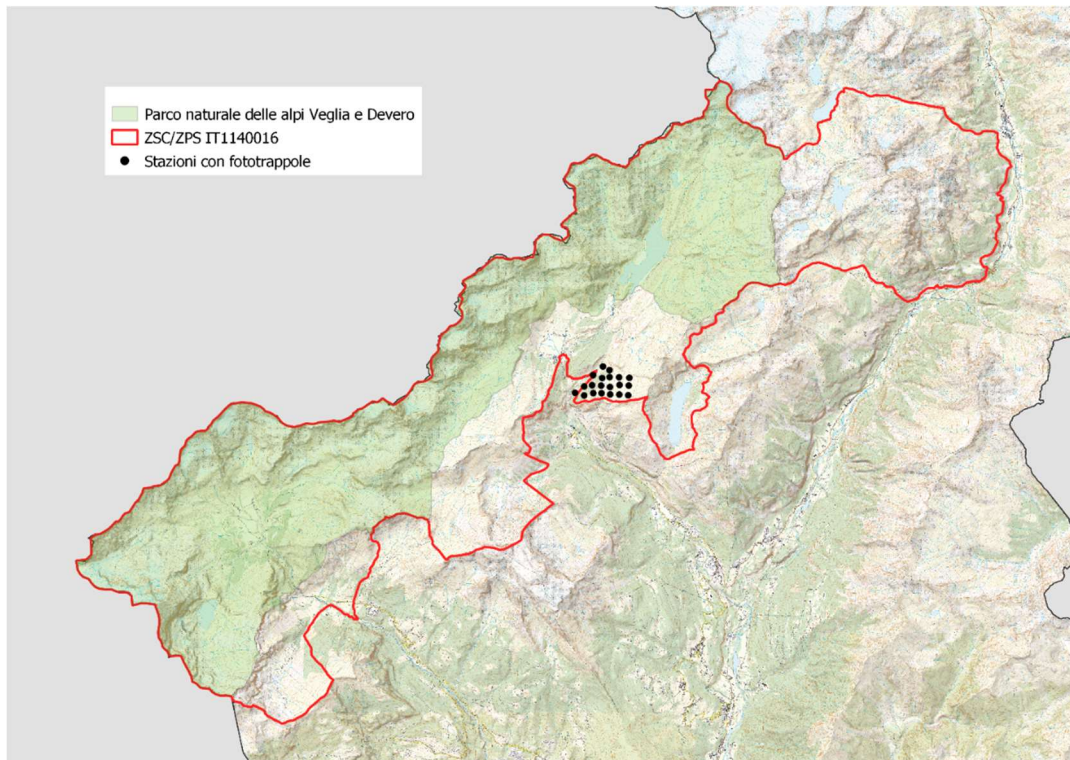 Parco naturale delle alpi Veglia e Devero
ZSC/ZPS IT1140016
Stazioni con fototrappole